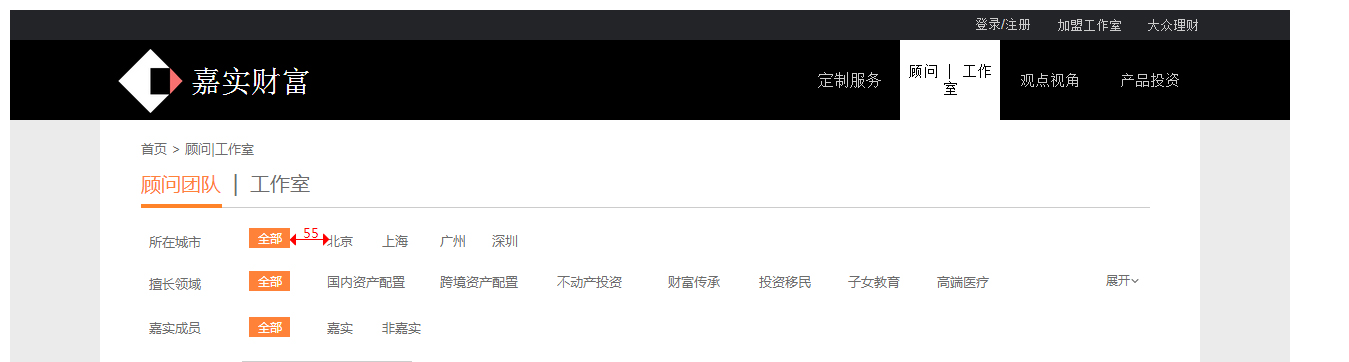 登录/注册 加盟工作室 大众理财
嘉实财富 定制服务 顾问 | 工作 观点视角 产品投资
室
首页 > 顾问|工作室
顾问团队 | 工作室
所在城市 全部 55 北京 上海 广州 深圳
擅长领域 全部 国内资产配置 跨境资产配置 不动产投资 财富传承 投资移民 子女教育 高端医疗 展开
嘉实成员 全部 嘉实 非嘉实